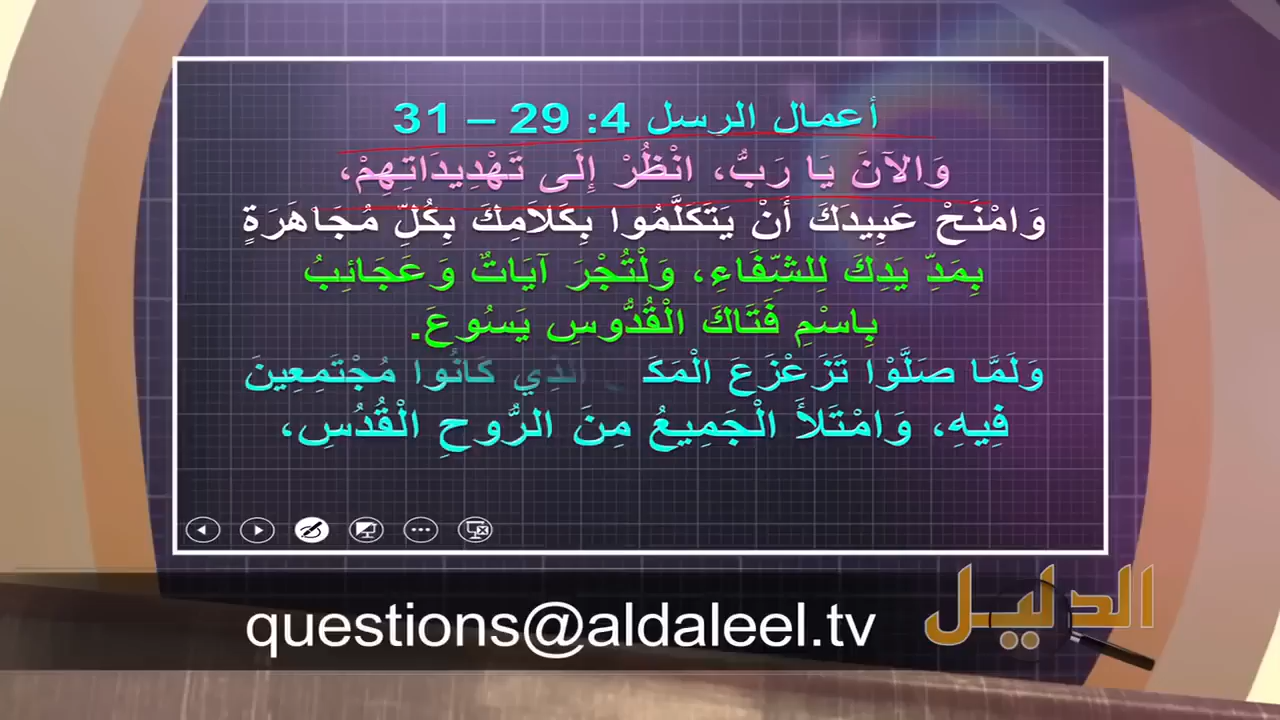 أعمال الرسل 4: 29 – 31
وَالآنَ يَا رَبُّ، انْظُرْ إِلَى تَهْدِيدَاتِهِمْ،
وَامْنَحْ عَبِيدَكَ أَنْ يَتَكَلَّمُوا بِكَلاَمِكَ بِكُلِّ مُجَاهَرَةٍ
بِمَدِّ يَدِكَ لِلشِّفَاءِ، وَلْتُجْرَ آيَاتٌ وَعَجَائِبُ
بِاسْمِ فَتَاكَ الْقُدُّوسِ يَسُوعَ.
وَلَمَّا صَلَّوْا تَزَعْزَعَ الَّذِي كَانُوا مُجْتَمِعِينَ
فِيهِ، وَامْتَلأَ الْجَمِيعُ مِنَ الرُّوحِ الْقُدُسِ،
questions@aldaleel.tv
الدليل